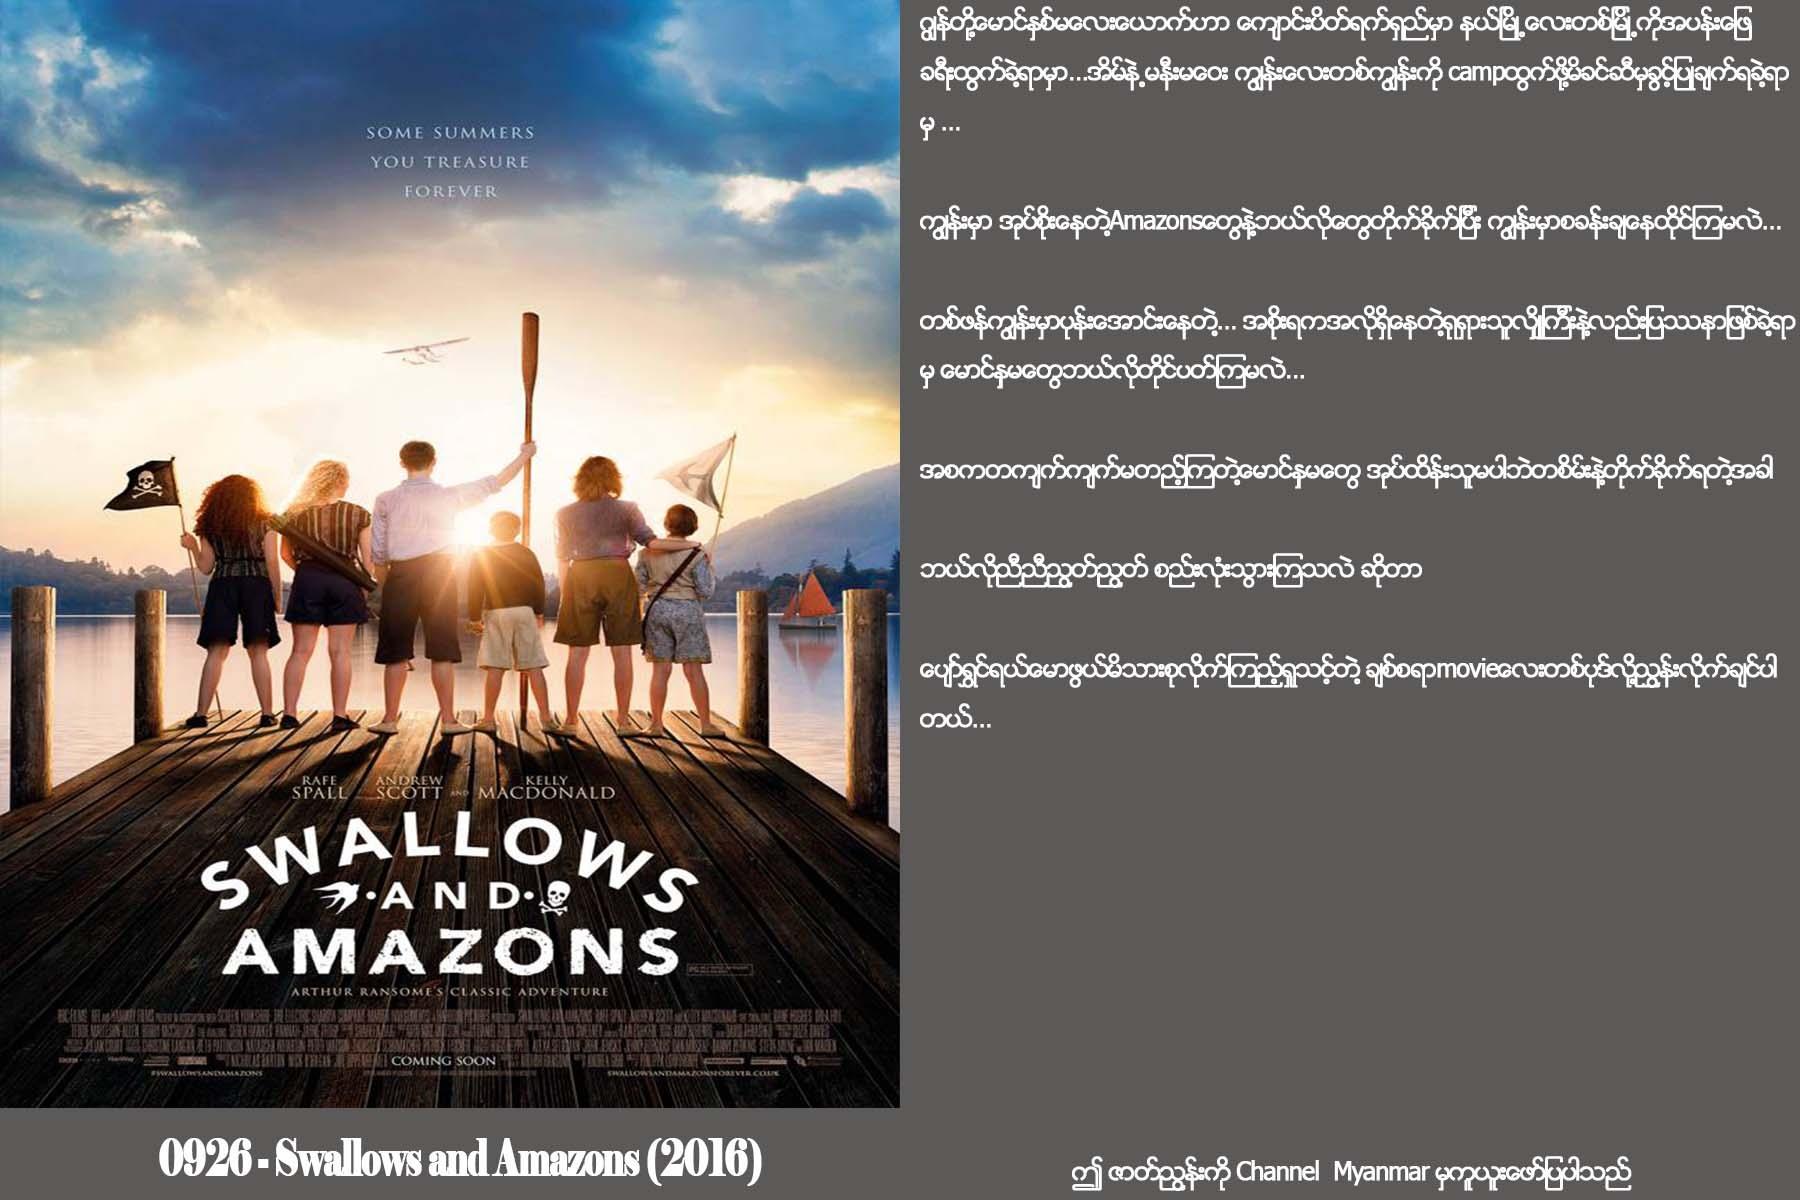 SOME SUMMERS
YOU TREASURE
FOREVER
RAFE SPALL ANDREW SCOTT AND KELLY MACDONALD
SWALLOWS
·AND·
AMAZONS
ARTHUR RANSOME'S CLASSIC ADVENTURE
COMING SOON
#SWALLOWSANDAMAZONS
SWALLOWSANDAMAZONSFOREVER.CO.UK
0926 - Swallows and Amazons (2016)
ဂျွန်တို့မောင်နှစ်မလေးယောက်ဟာ ကျောင်းပိတ်ရက်ရှည်မှာ နယ်မြို့လေးတစ်မြို့ကိုအပန်းဖြေ
ခရီးထွက်ခဲ့ရာမှာ...အိမ်နဲ့ မနီးမဝေး ကျွန်းလေးတစ်ကျွန်းကို campထွက်ဖို့မိခင်ဆီမှခွင့်ပြုချက်ရခဲ့ရာ
မှ ...
ကျွန်းမှာ အုပ်စိုးနေတဲ့Amazonsတွေနဲ့ဘယ်လိုတွေတိုက်ခိုက်ပြီး ကျွန်းမှာစခန်းချနေထိုင်ကြမလဲ...
တစ်ဖန်ကျွန်းမှာပုန်းအောင်းနေတဲ့... အစိုးရကအလိုရှိနေတဲ့ရုရှားသူလျှိုကြီးနဲ့လည်းပြဿနာဖြစ်ခဲ့ရာ
မှ မောင်နှမတွေဘယ်လိုတိုင်ပတ်ကြမလဲ...
အစကတကျက်ကျက်မတည့်ကြတဲ့မောင်နှမတွေ အုပ်ထိန်းသူမပါဘဲတစိမ်းနဲ့တိုက်ခိုက်ရတဲ့အခါ
ဘယ်လိုညီညီညွတ်ညွတ် စည်းလုံးသွားကြသလဲ ဆိုတာ
ပျော်ရွှင်ရယ်မောဖွယ်မိသားစုလိုက်ကြည့်ရှုသင့်တဲ့ ချစ်စရာmovieလေးတစ်ပုဒ်လို့ညွှန်းလိုက်ချင်ပါ
တယ်...
ဤ ဇာတ်ညွှန်းကို Channel Myanmar မှကူယူးဖော်ပြပါသည်